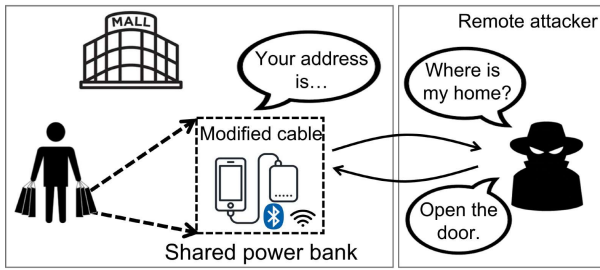 MALL
Your address
is...
Modified cable
Shared power bank
Remote attacker
Where is
my home?
Open the
door.